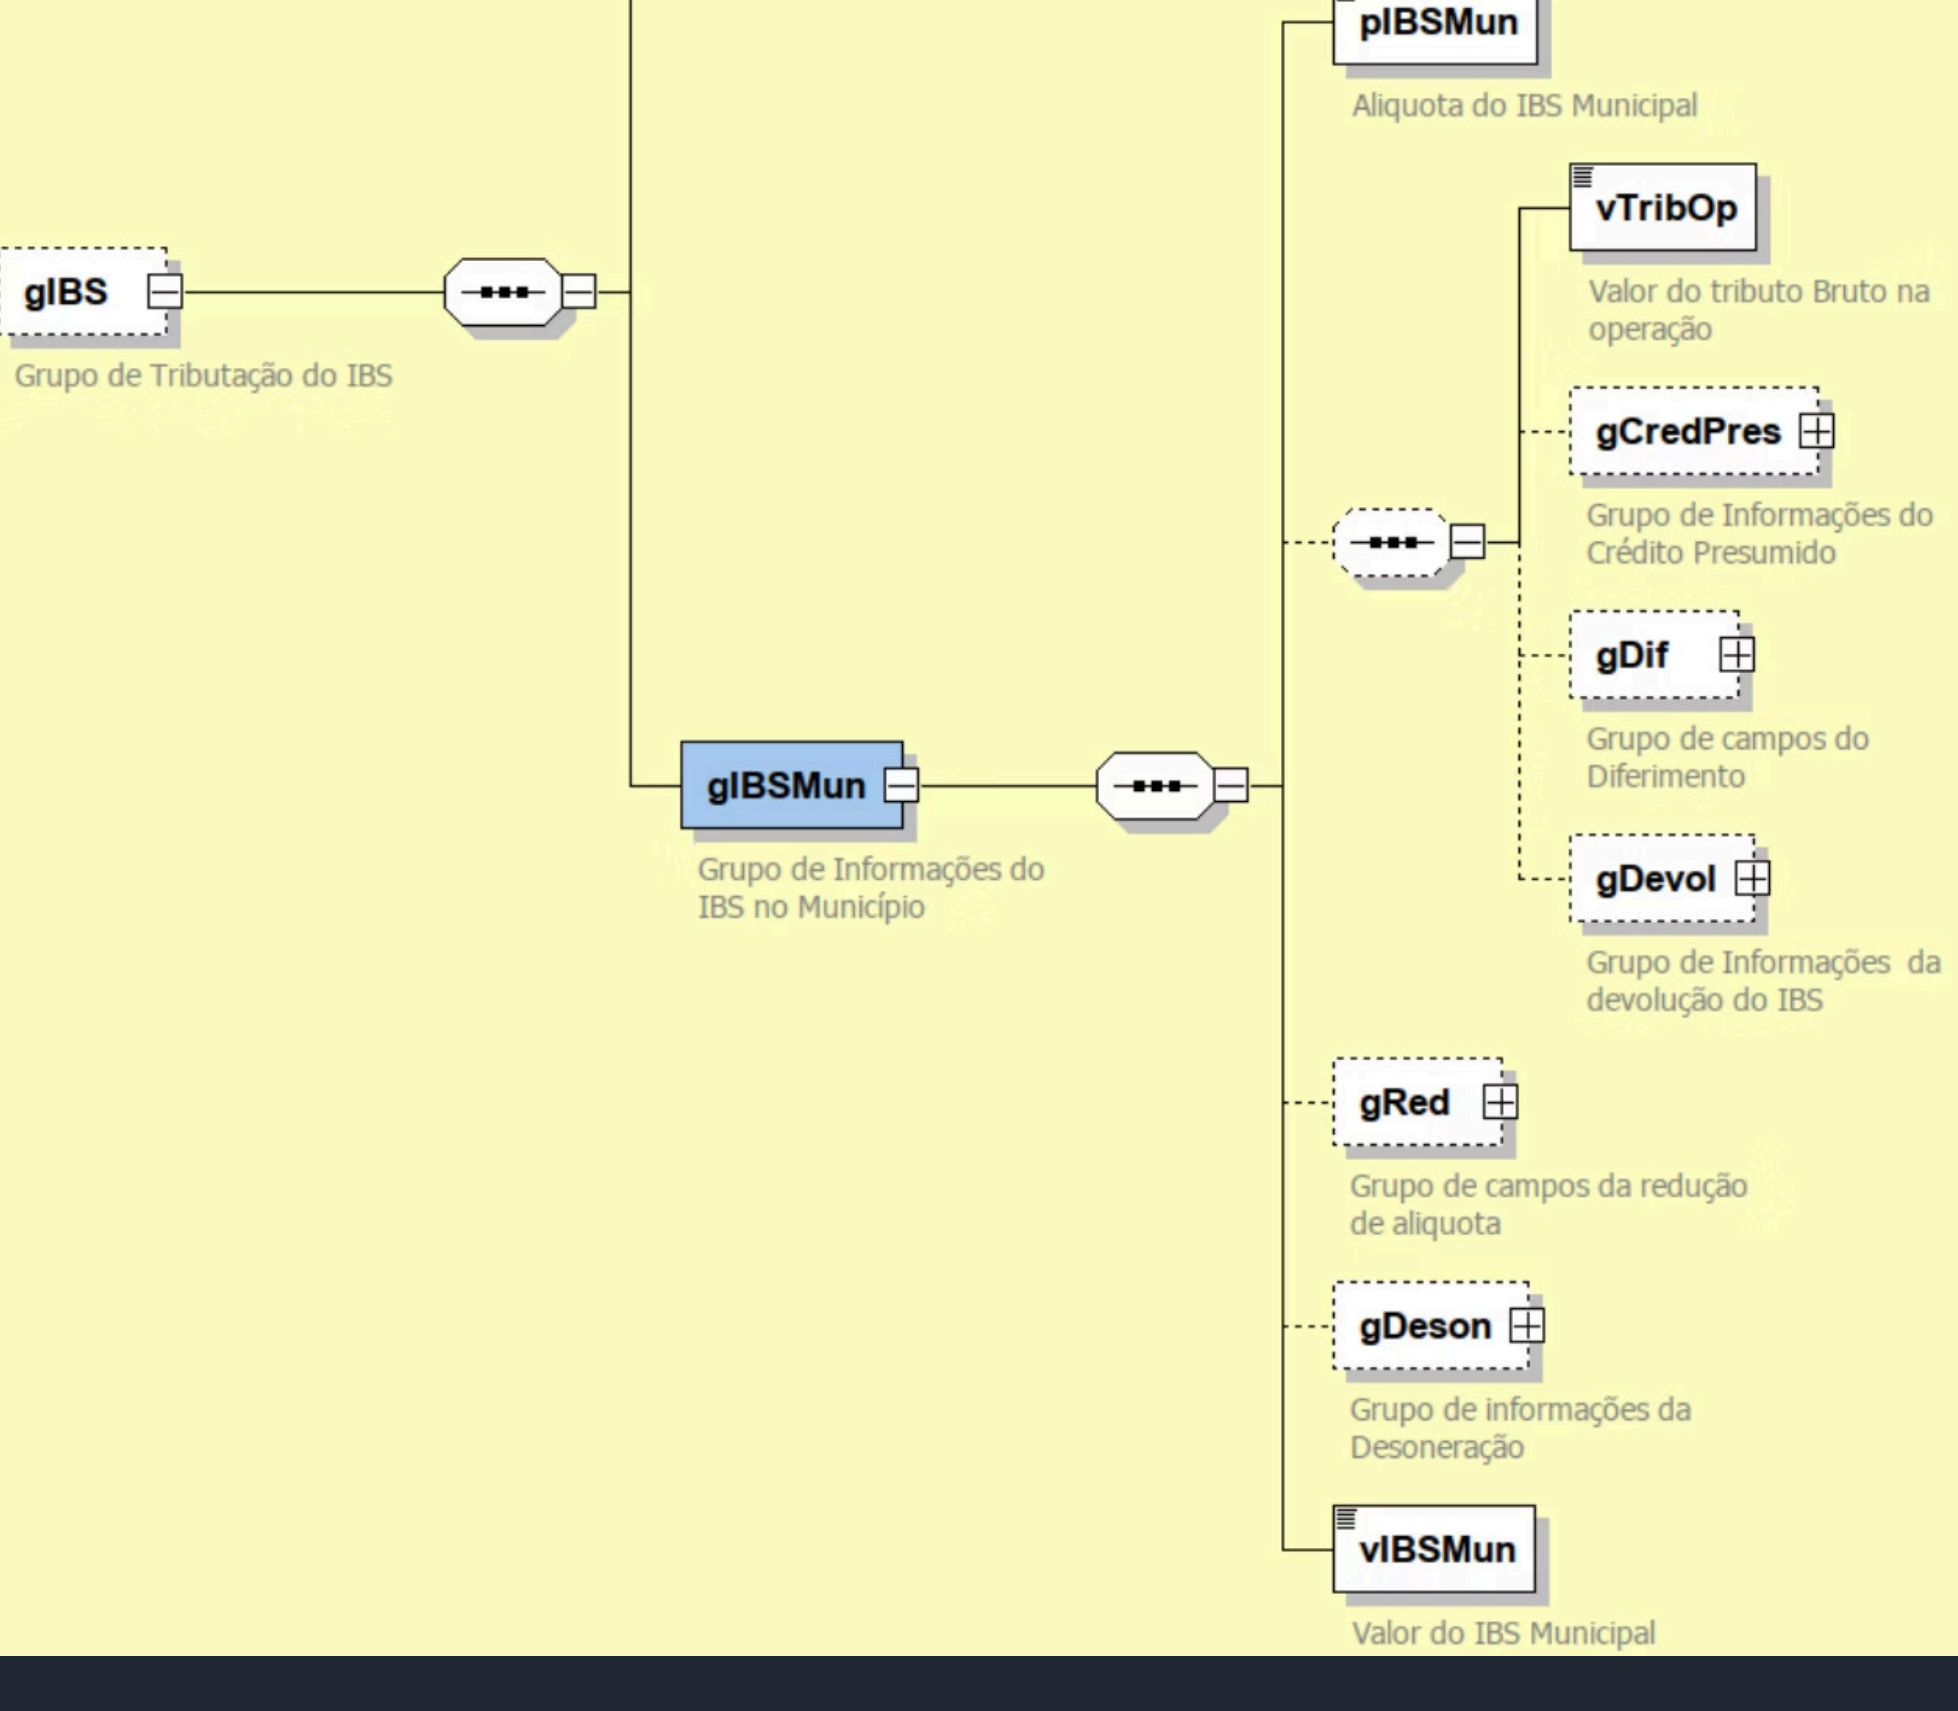 pIBSMun
Aliquota do IBS Municipal
vTribOp
Valor do tributo Bruto na
operação
gIBS
Grupo de Tributação do IBS
gCredPres
Grupo de Informações do
Crédito Presumido
gDif
Grupo de campos do
Diferimento
gIBSMun
Grupo de Informações do
IBS no Município
gDevol
Grupo de Informações  da
devolução do IBS
gRed
Grupo de campos da redução
de aliquota
gDeson
Grupo de informações da
Desoneração
vIBSMun
Valor do IBS Municipal